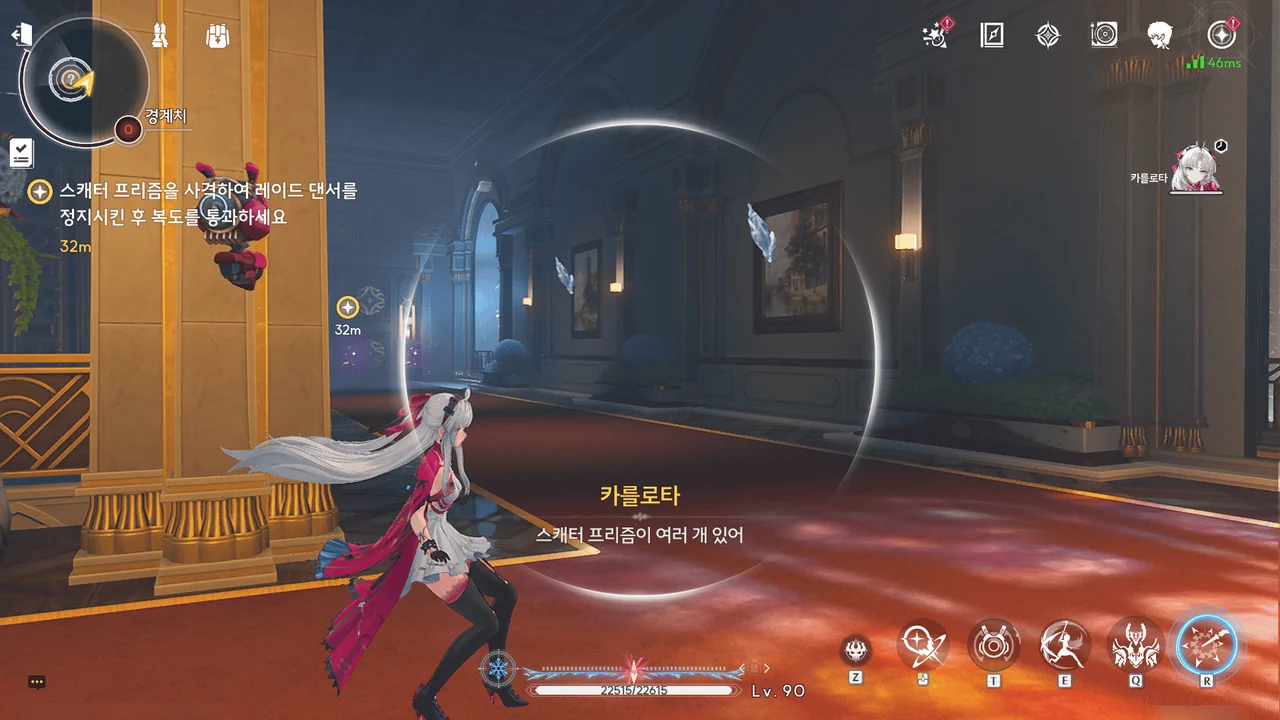 46ms
경계치
0
스캐터 프리즘을 사격하여 레이드 댄서를
정지시킨 후 복도를 통과하세요
32m
카를로타
32m
카를로타
스캐터 프리즘이 여러 개 있어
22515/22615
Lv. 90
Z
T
E
Q
R